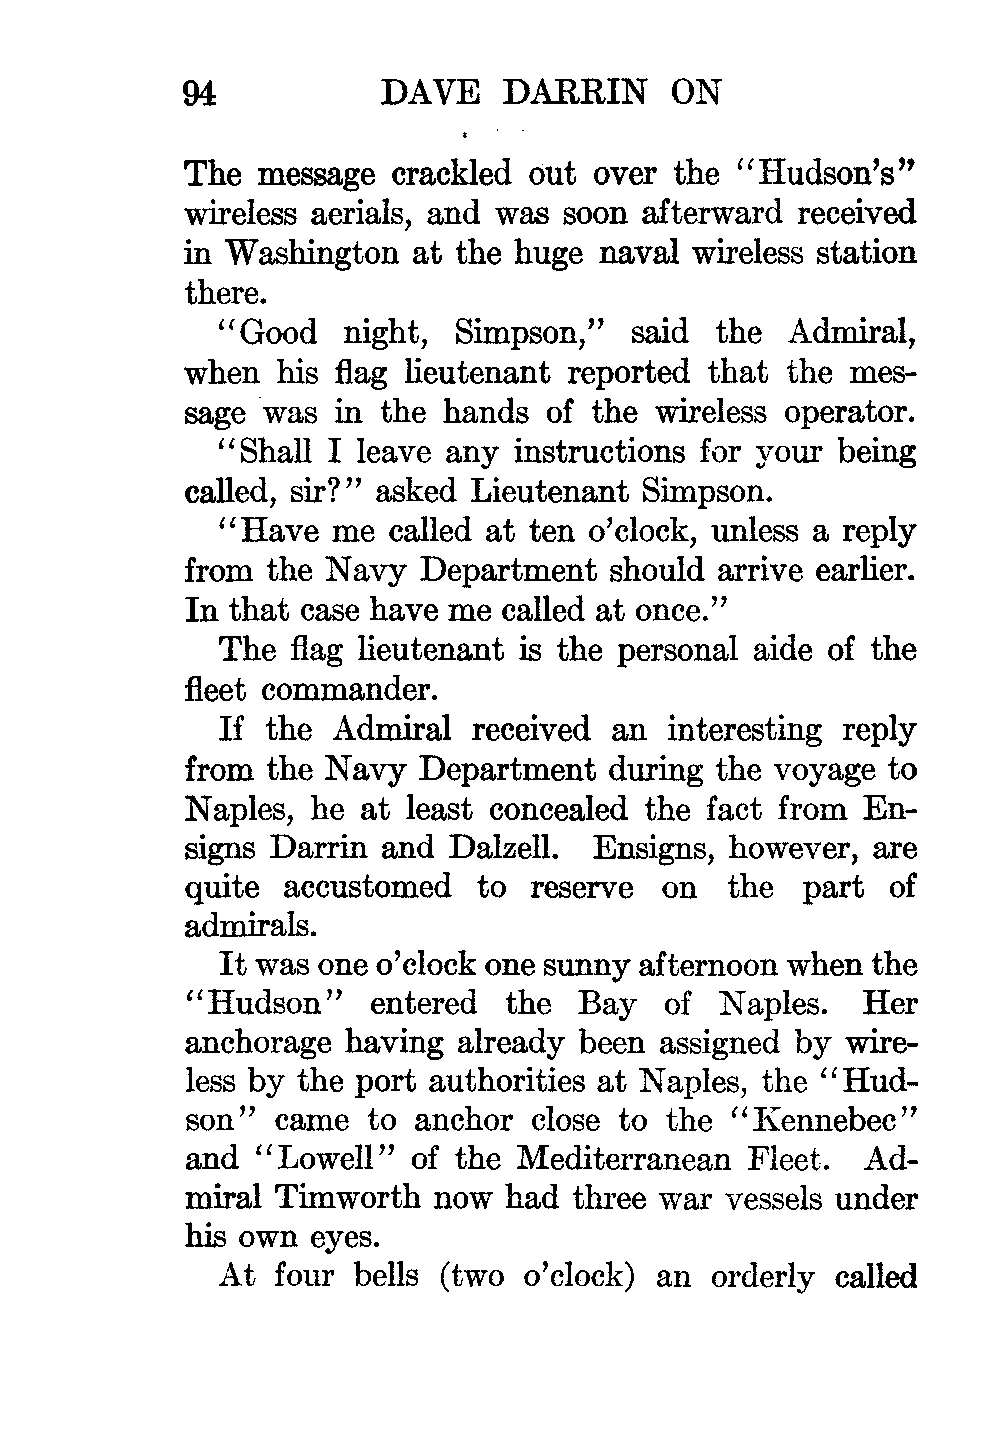 94 DAVE DARRIN ON
The message crackled out over the “Hudson’s”
wireless aerials, and was soon afterward received
in Washington at the huge naval wireless station
there.
“Good night, Simpson,” said the Admiral,
when his flag lieutenant reported that the mes-
sage was in the hands of the wireless operator.
“Shall I leave any instructions for your being
called, sir?” asked Lieutenant Simpson.
“Have me called at ten o’clock, unless a reply
from the Navy Department should arrive earlier.
In that case have me called at once.”
The flag lieutenant is the personal aide of the
fleet commander.
If the Admiral received an interesting reply
from the Navy Department during the voyage to
Naples, he at least concealed the fact from En-
signs Darrin and Dalzell. Ensigns, however, are
quite accustomed to reserve on the part of
admirals.
It was one o’clock one sunny afternoon when the
“Hudson” entered the Bay of Naples. Her
anchorage having already been assigned by wire-
less by the port authorities at Naples, the “Hud-
son” came to anchor close to the “Kennebec”
and “Lowell” of the Mediterranean Fleet. Ad-
miral Timworth now had three war vessels under
his own eyes.
At four bells (two o’clock) an orderly called